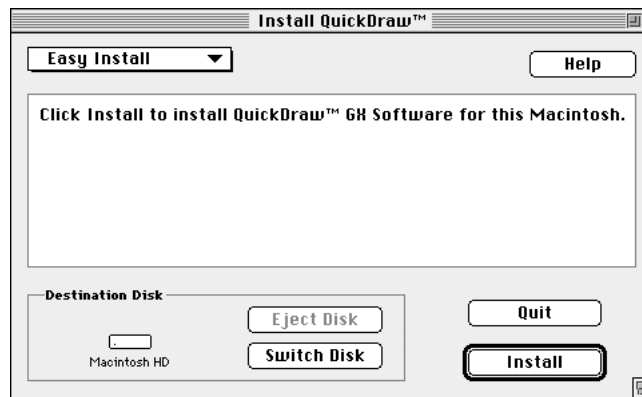 Install QuickDraw™
Easy Install
Help
Click Install to install QuickDraw™ GX Software for this Macintosh.
Destination Disk
Eject Disk
Quit
Macintosh HD
Switch Disk
Install